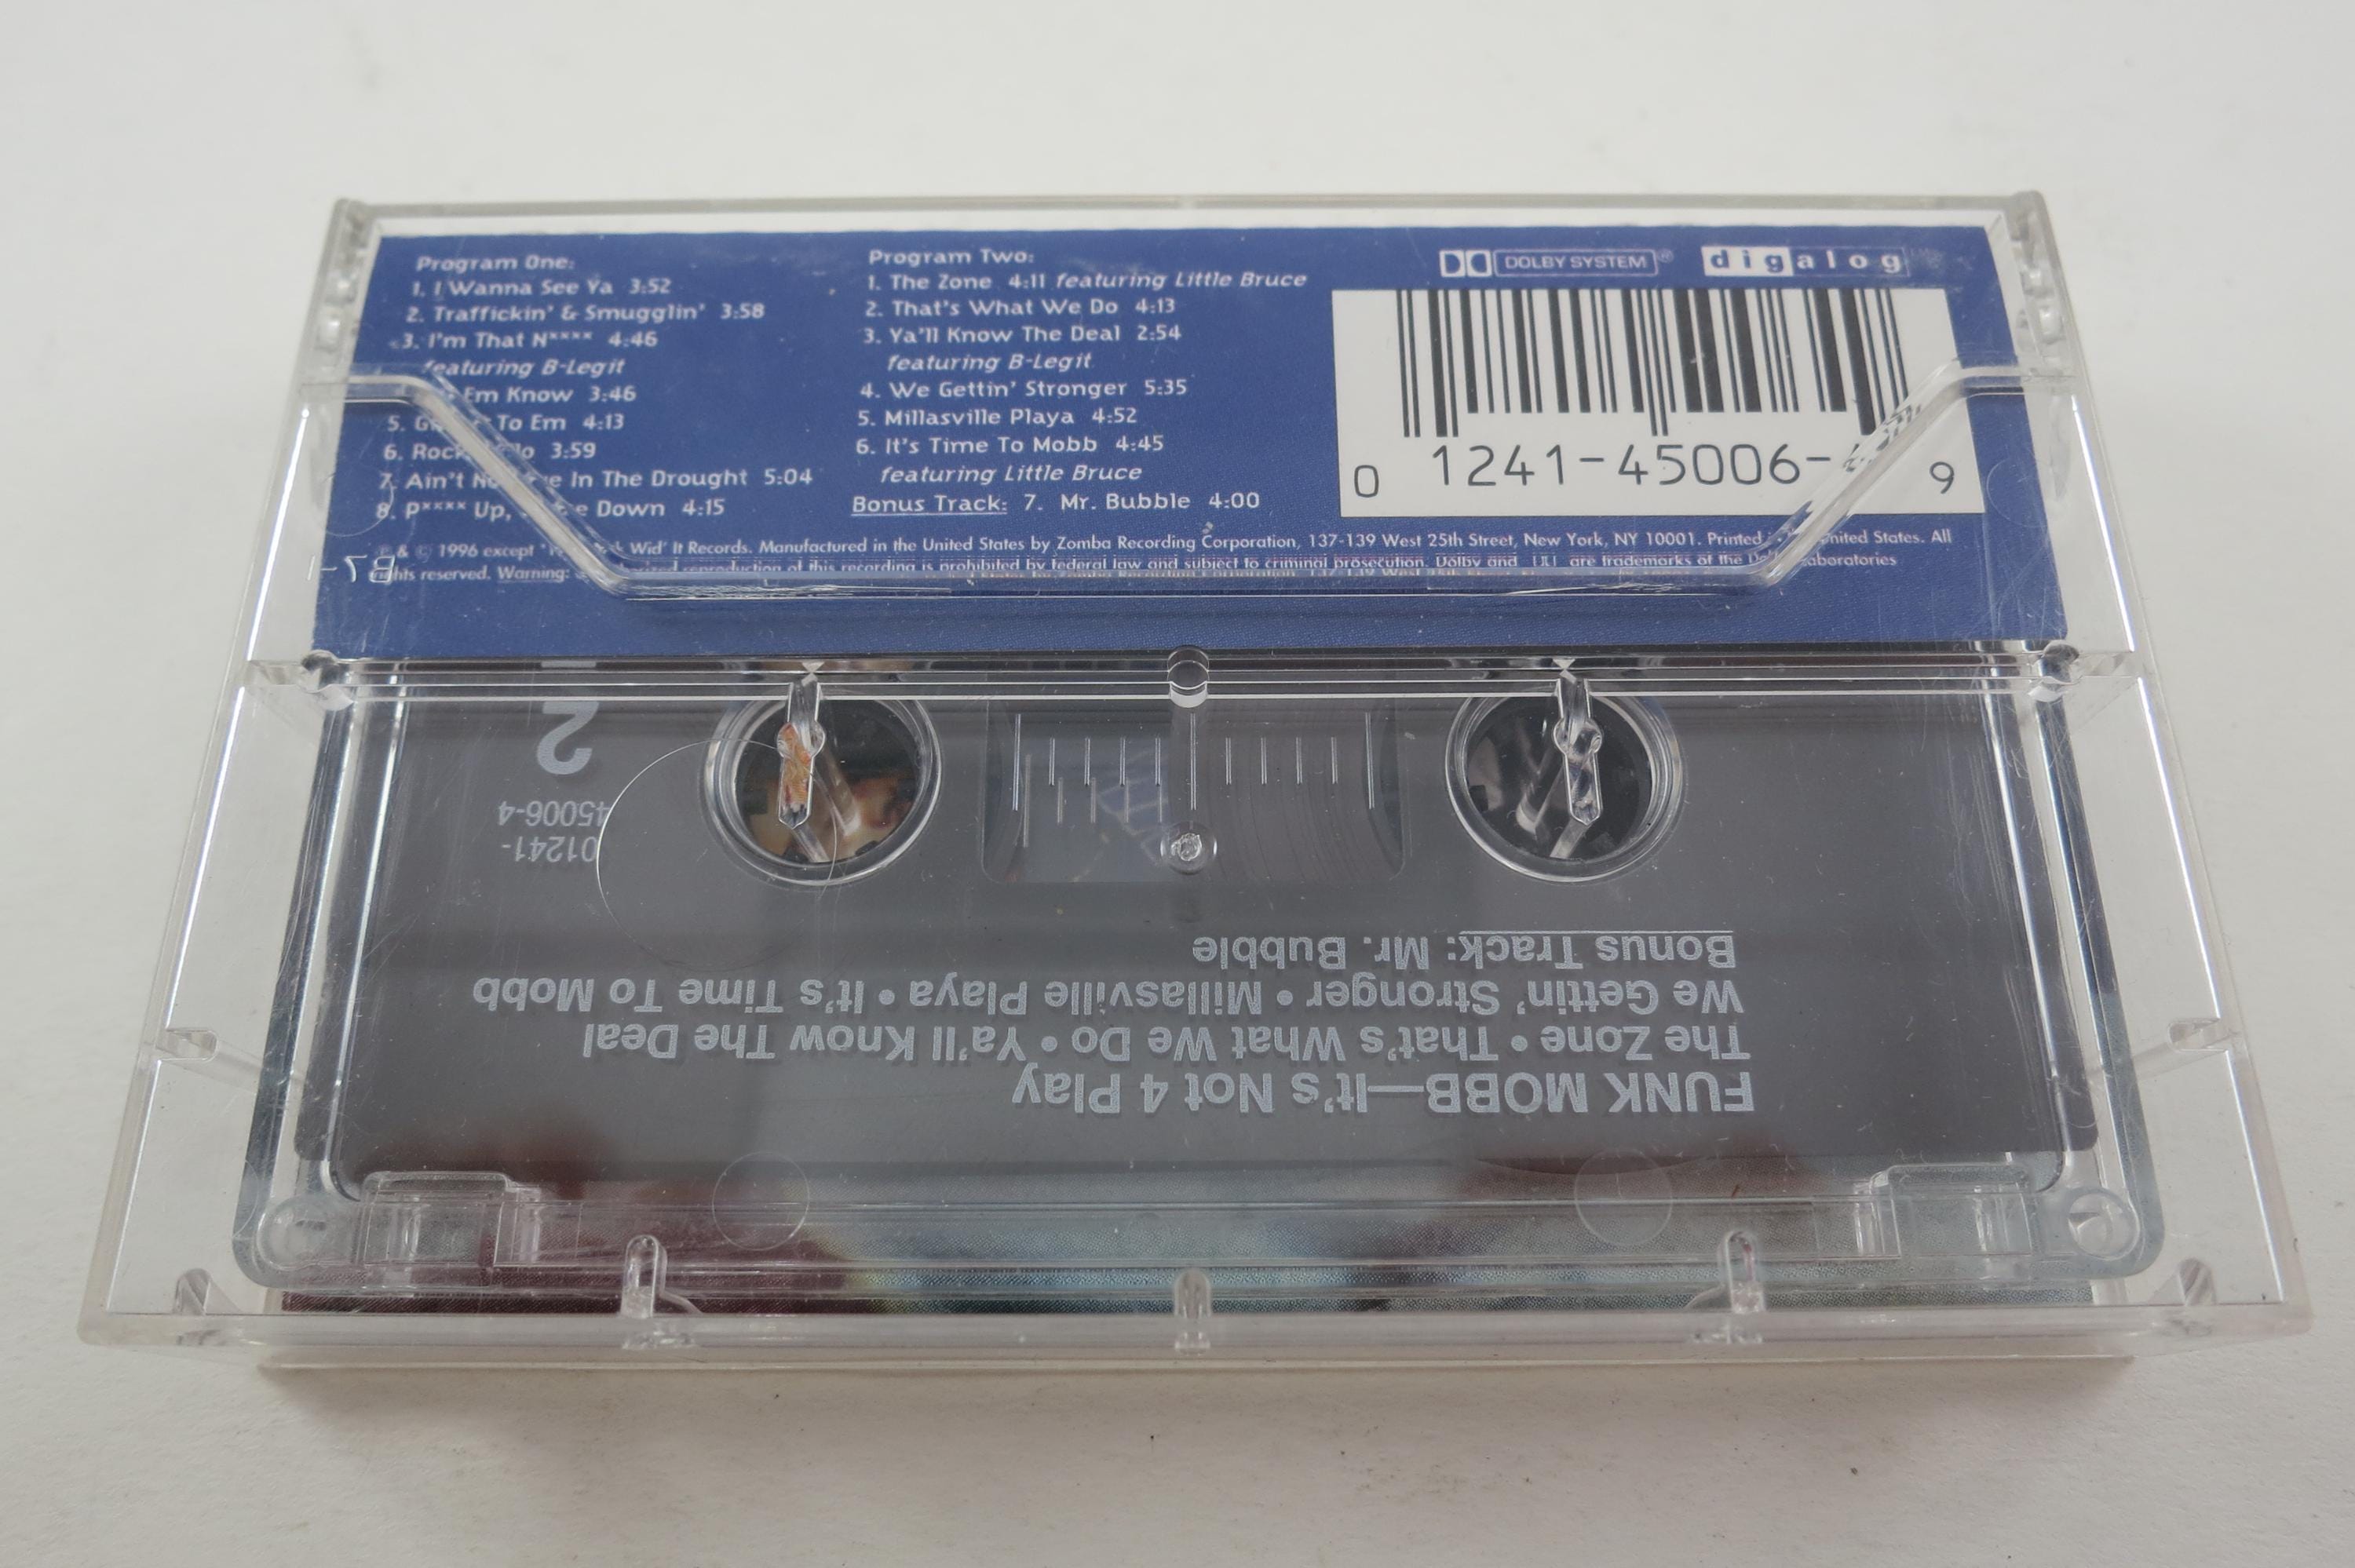 Program One:
1. I Wanna See Ya 3:52
2. Traffickin' & Smugglin' 3:58
3. I'm That N**** 4:46
featuring B-Legit
Em Know 3:46
5. To Em 4:13
6. 3:59
7. Ain't In The Drought 5:04
8. P**** Up, Down 4:15
Program Two:
1. The Zone 4:11 featuring Little Bruce
2. That's What We Do 4:13
3. Ya'll Know The Deal 2:54
featuring B-Legit
4. We Gettin' Stronger 5:35
5. Millasville Playa 4:52
6. It's Time To Mobb 4:45
featuring Little Bruce
Bonus Track: 7. Mr. Bubble 4:00
DOLBY SYSTEM®
digalog
0 1241-45006- 9
℗ & © 1996 except Wid' It Records. Manufactured in the United States by Zomba Recording Corporation, 137-139 West 25th Street, New York, NY 10001. Printed United States. All
rights reserved. Warning: reproduction of this recording is prohibited by federal law and subject to criminal prosecution. Dolby and are trademarks of the
B7-
2
01241-
45006-4
FUNK MOBB—It's Not 4 Play
The Zone • That's What We Do • Ya'll Know The Deal
We Gettin' Stronger • Millasville Playa • It's Time To Mobb
Bonus Track: Mr. Bubble